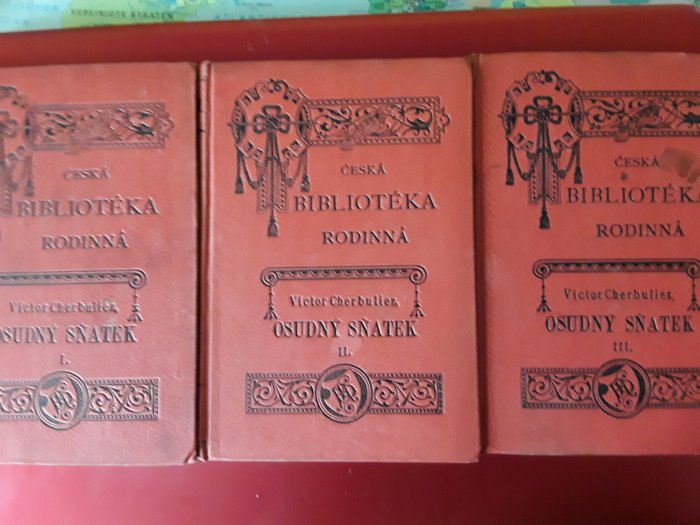 VEREINIGTE STAATEN
ČESKÁ
BIBLIOTÉKA
RODINNÁ
Victor Cherbuliez,
OSUDNÝ SŇATEK
I.
ČESKÁ
BIBLIOTÉKA
RODINNÁ
Victor Cherbuliez,
OSUDNÝ SŇATEK
II.
ČESKÁ
BIBLIOTÉKA
RODINNÁ
Victor Cherbuliez,
OSUDNÝ SŇATEK
III.